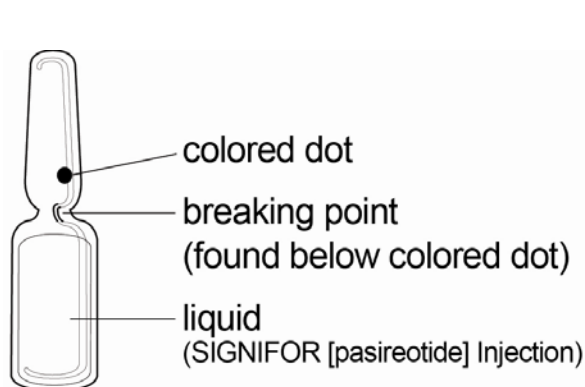 colored dot
breaking point
(found below colored dot)
liquid
(SIGNIFOR [pasireotide] Injection)